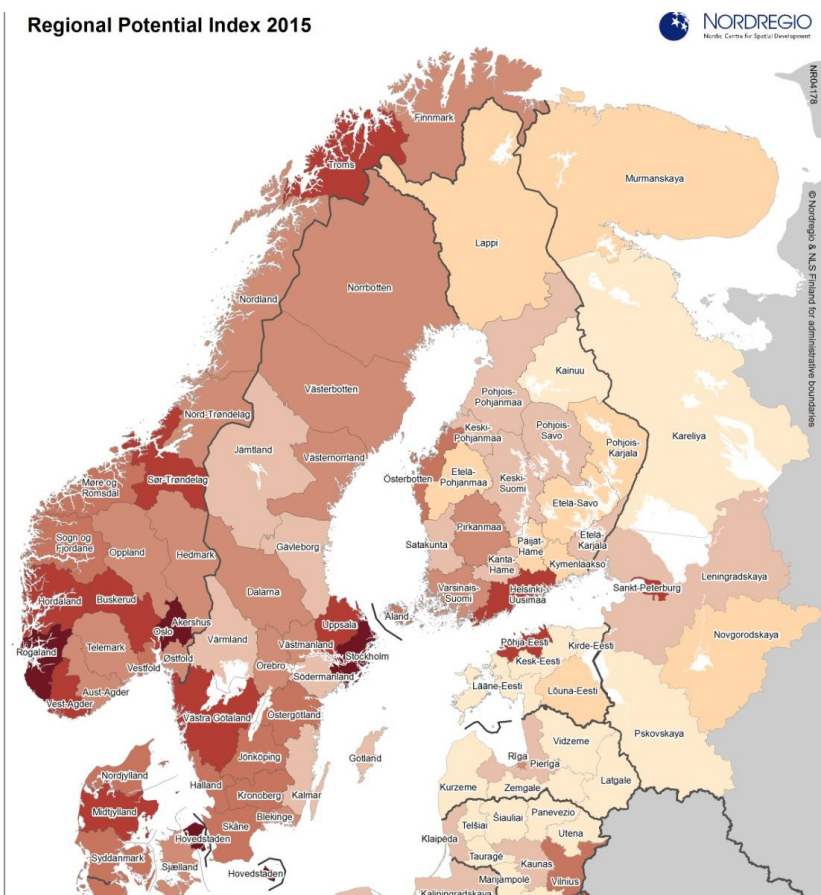 Regional Potential Index 2015
NORDREGIO
Nordic Centre for Spatial Development
NR04178
© Nordregio & NLS Finland for administrative boundaries
Finnmark
Troms
Murmanskaya
Lappi
Norrbotten
Nordland
Kainuu
Västerbotten
Pohjois-
Pohjanmaa
Nord-Trøndelag
Keski-
Pohjanmaa
Pohjois-
Savo
Pohjois-
Karjala
Kareliya
Jämtland
Västernorrland
Österbotten
Etelä-
Pohjanmaa
Keski-
Suomi
Møre og
Romsdal
Sør-Trøndelag
Etelä-Savo
Sogn og
Fjordane
Oppland
Hedmark
Gävleborg
Satakunta
Pirkanmaa
Päijät-
Häme
Etelä-
Karjala
Kymenlaakso
Kanta-
Häme
Leningradskaya
Dalarna
Varsinais-
Suomi
Helsinki-
Uusimaa
Sankt-Peterburg
Hordaland
Buskerud
Åland
Uppsala
Oslo
Akershus
Värmland
Västmanland
Stockholm
Novgorodskaya
Rogaland
Telemark
Vestfold
Østfold
Örebro
Södermanland
Põhja-Eesti
Kesk-Eesti
Kirde-Eesti
Lääne-Eesti
Lõuna-Eesti
Aust-Agder
Vest-Agder
Västra Götaland
Östergötland
Pskovskaya
Jönköping
Gotland
Rīga
Pierīga
Vidzeme
Nordjylland
Halland
Kronoberg
Kalmar
Kurzeme
Zemgale
Latgale
Midtjylland
Blekinge
Skåne
Telšiai
Šiauliai
Panevezio
Utena
Hovedstaden
Klaipėda
Tauragė
Kaunas
Syddanmark
Sjælland
Hovedstaden
Marijampolė
Vilnius
Kaliningradskaya